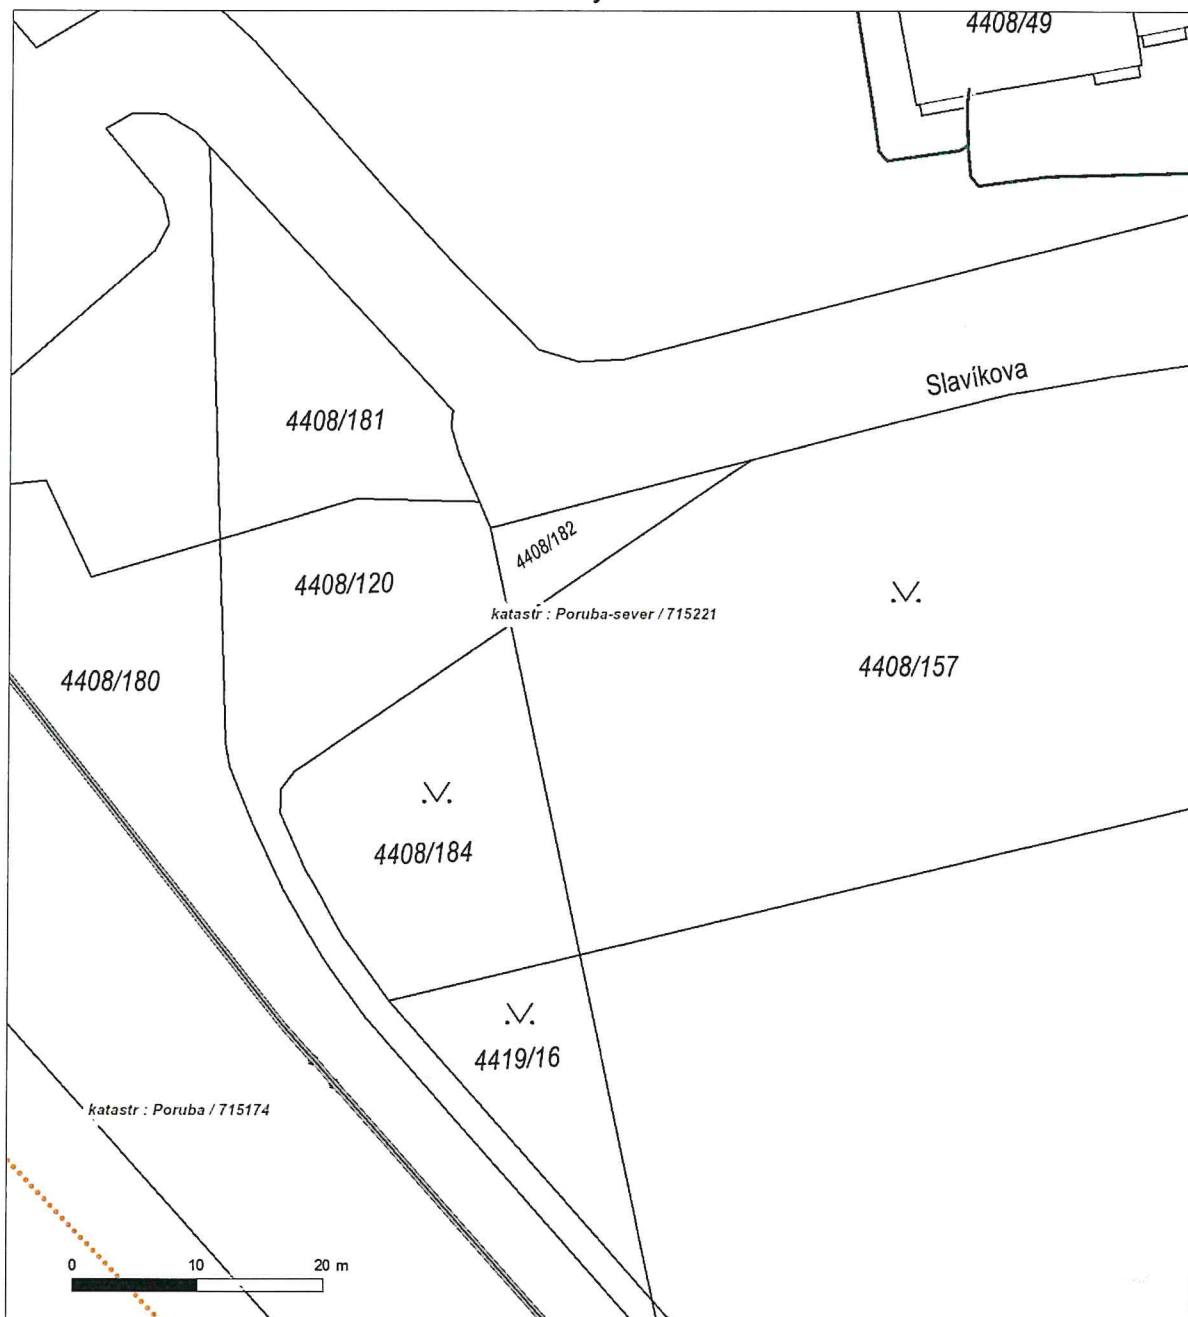 4408/49
Slavíkova
4408/181
4408/182
4408/120
katastr : Poruba-sever / 715221
4408/157
4408/180
4408/184
4419/16
katastr : Poruba / 715174
0 10 20 m